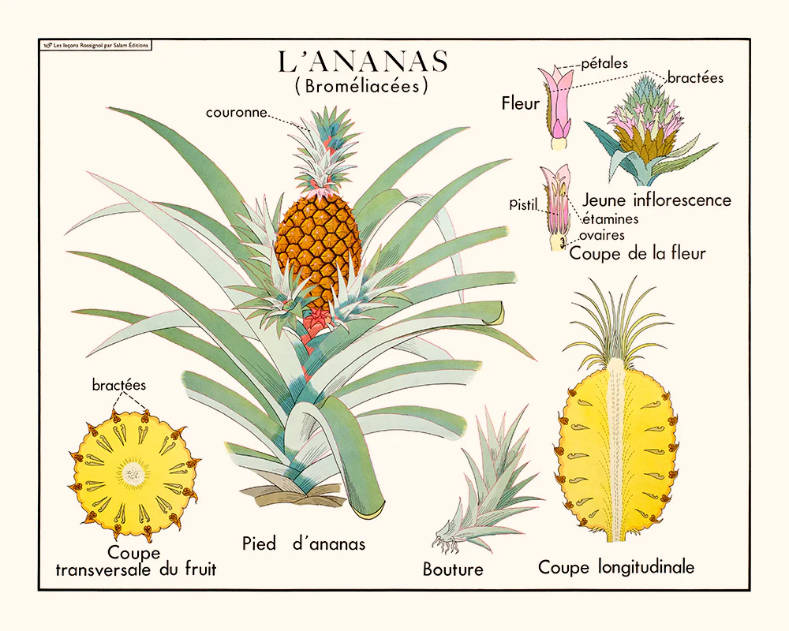 Les leçons Rossignol par Salam Éditions
L'ANANAS
(Broméliacées)
couronne
pétales
bractées
Fleur
Jeune inflorescence
Pistil
étamines
ovaires
Coupe de la fleur
bractées
Coupe
transversale du fruit
Pied d'ananas
Bouture
Coupe longitudinale